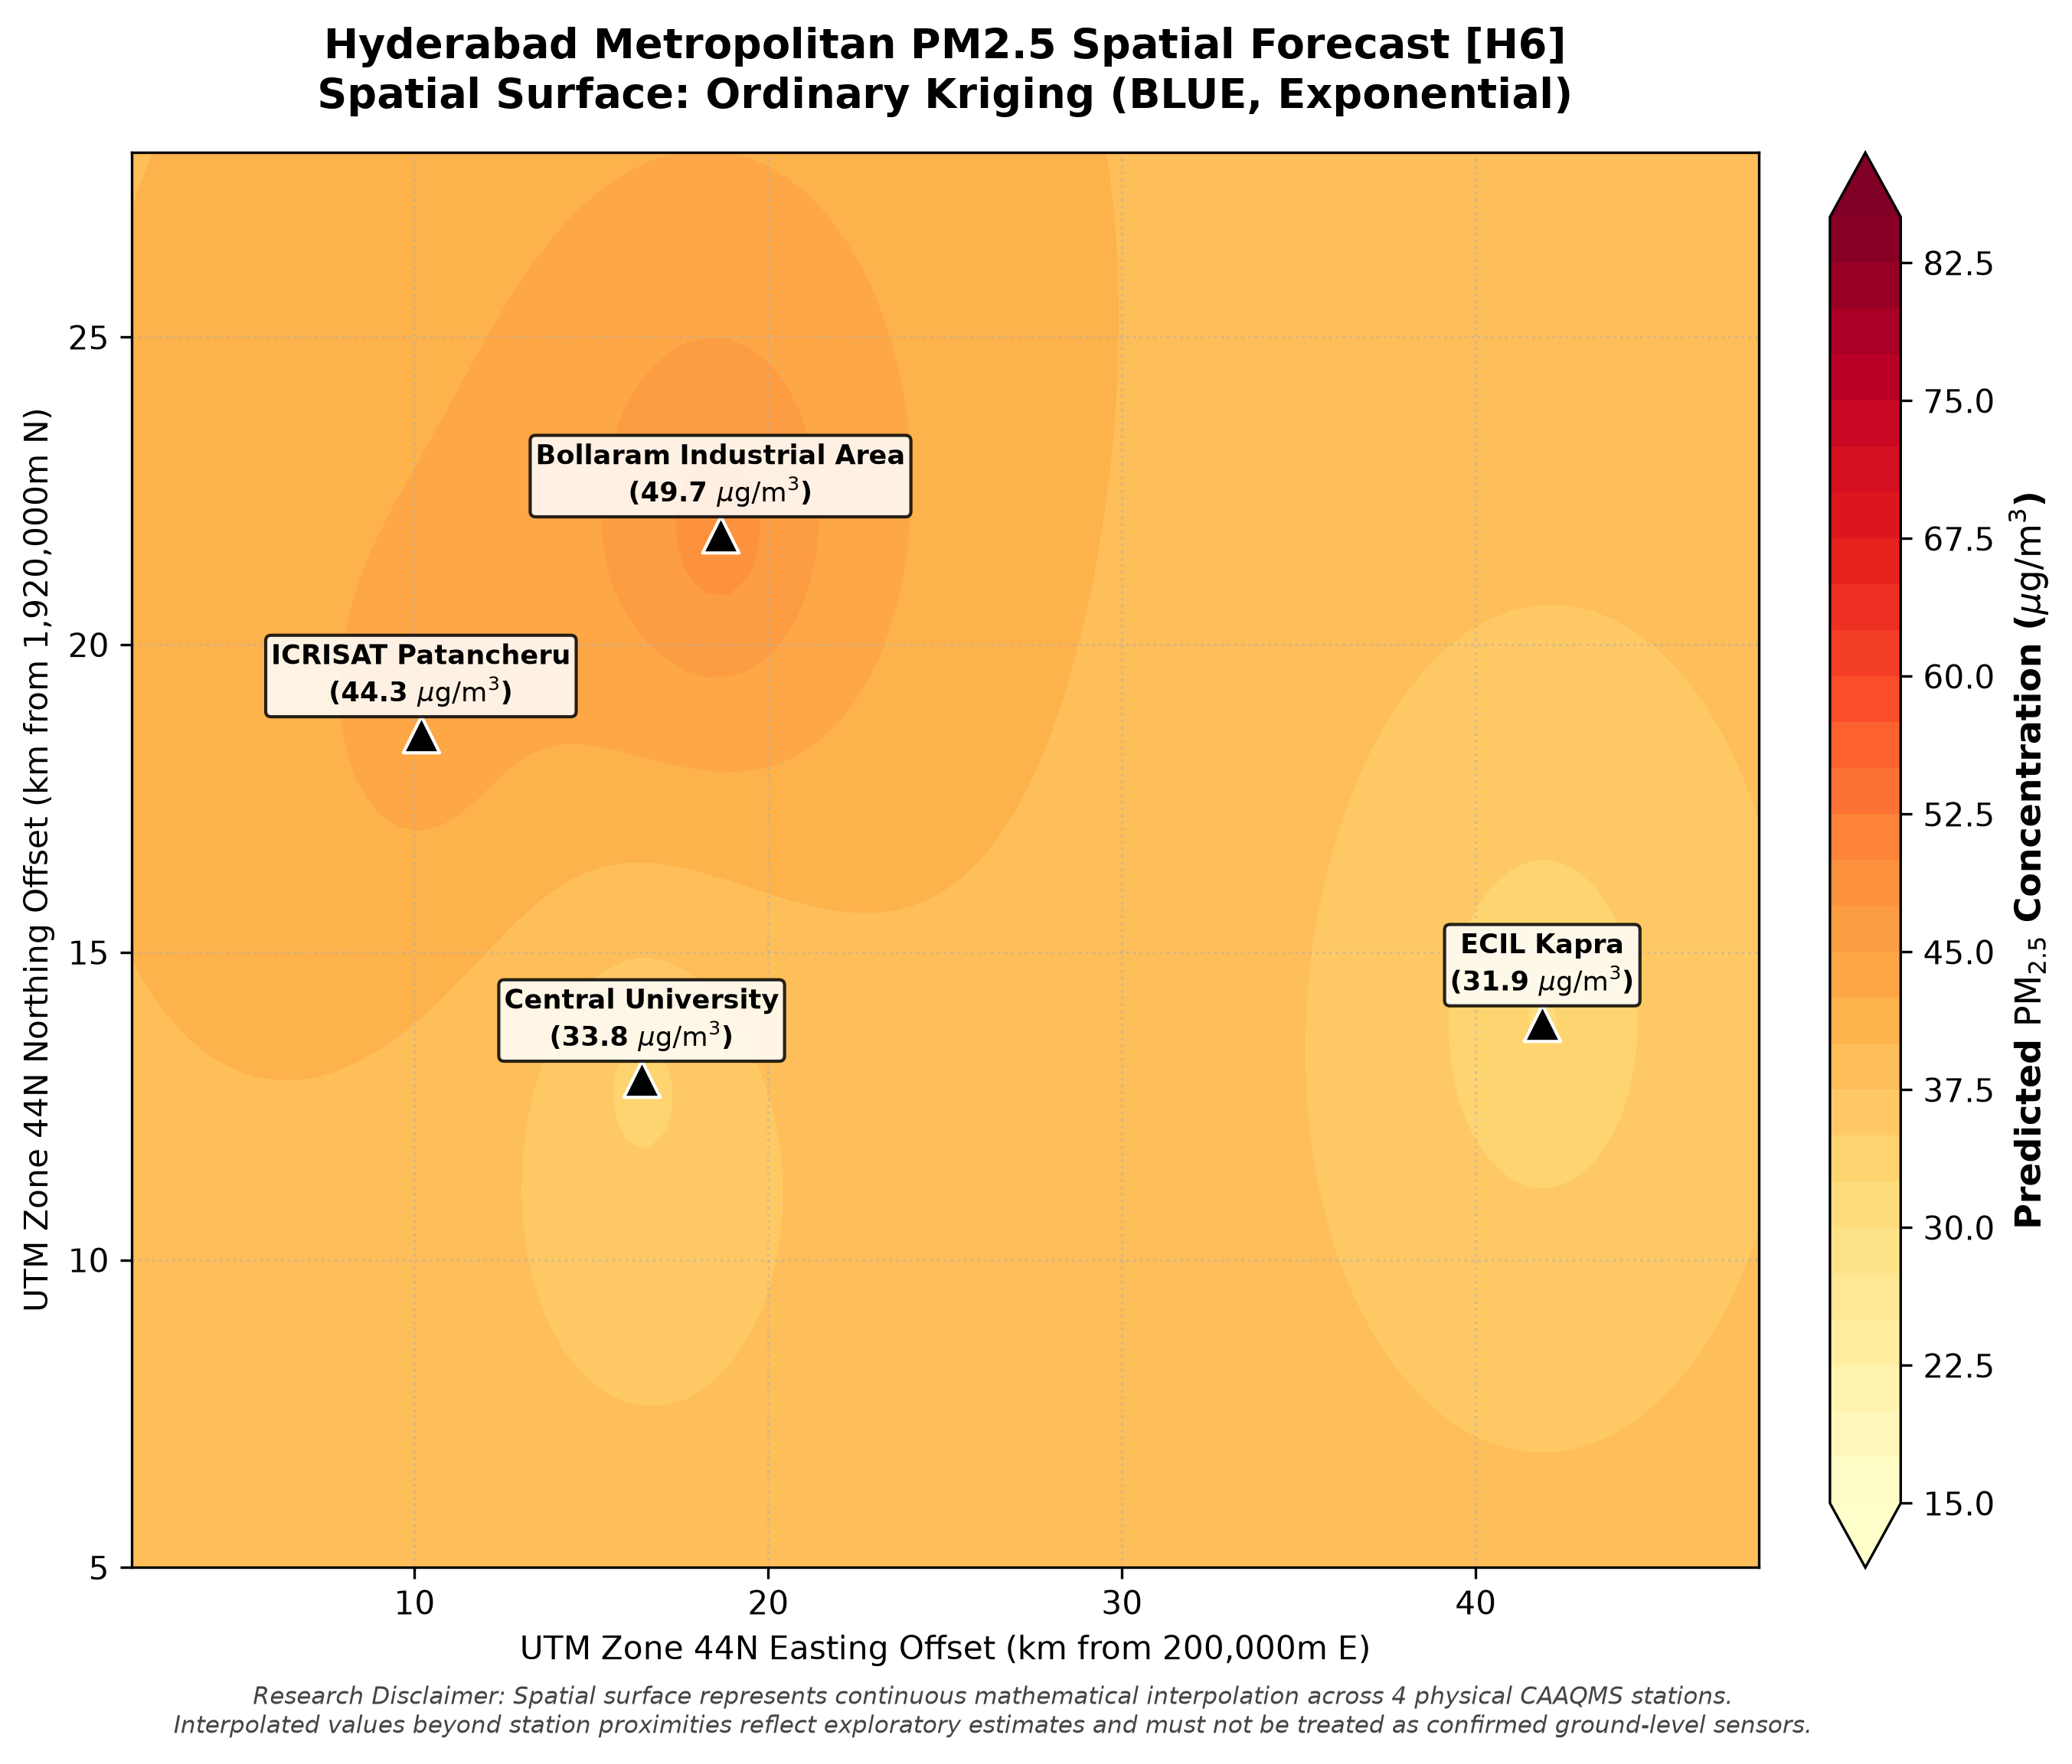 Hyderabad Metropolitan PM2.5 Spatial Forecast [H6]
Spatial Surface: Ordinary Kriging (BLUE, Exponential)
UTM Zone 44N Northing Offset (km from 1,920,000m N)
25
20
15
10
5
Bollaram Industrial Area
(49.7 μg/m³)
ICRISAT Patancheru
(44.3 μg/m³)
Central University
(33.8 μg/m³)
ECIL Kapra
(31.9 μg/m³)
10 20 30 40
UTM Zone 44N Easting Offset (km from 200,000m E)
82.5
75.0
67.5
60.0
52.5
45.0
37.5
30.0
22.5
15.0
Predicted PM₂.₅ Concentration (μg/m³)
Research Disclaimer: Spatial surface represents continuous mathematical interpolation across 4 physical CAAQMS stations.
Interpolated values beyond station proximities reflect exploratory estimates and must not be treated as confirmed ground-level sensors.